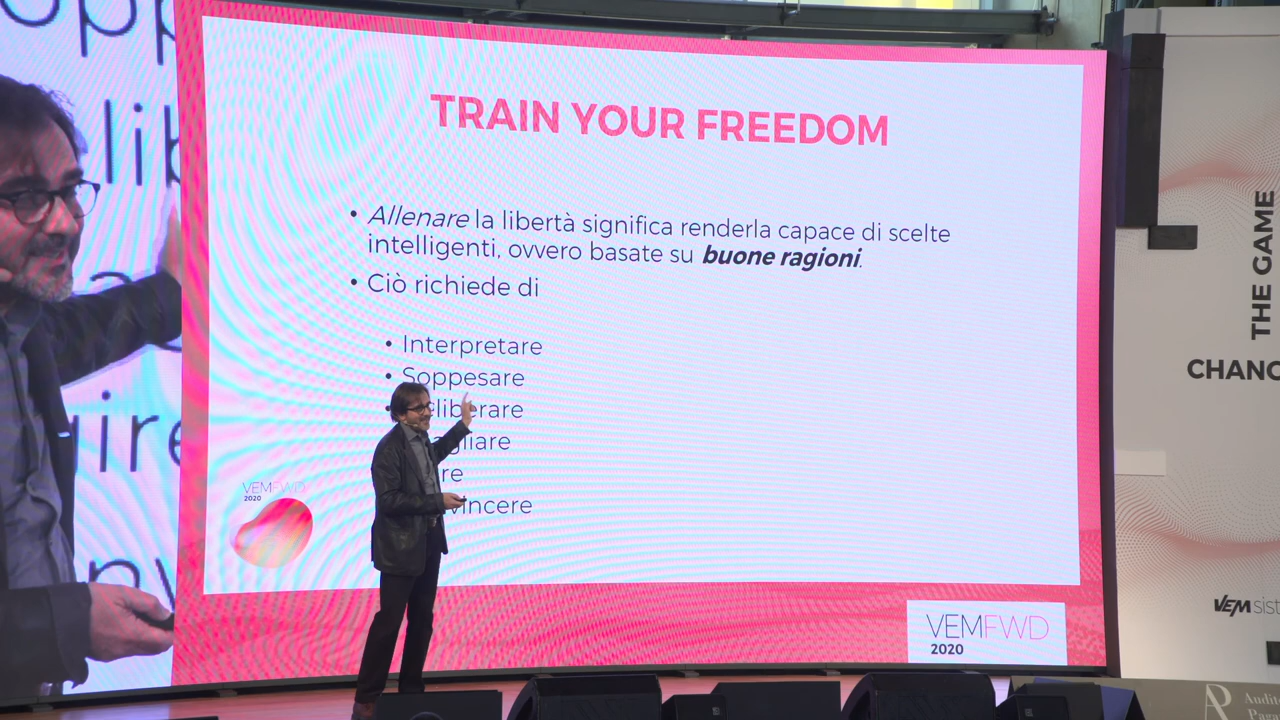 TRAIN YOUR FREEDOM
• Allenare la libertà significa renderla capace di scelte
intelligenti, ovvero basate su buone ragioni.
• Ciò richiede di
• Interpretare
• Soppesare
VEMFWD
2020
VEMFWD
2020
THE GAME
VEM